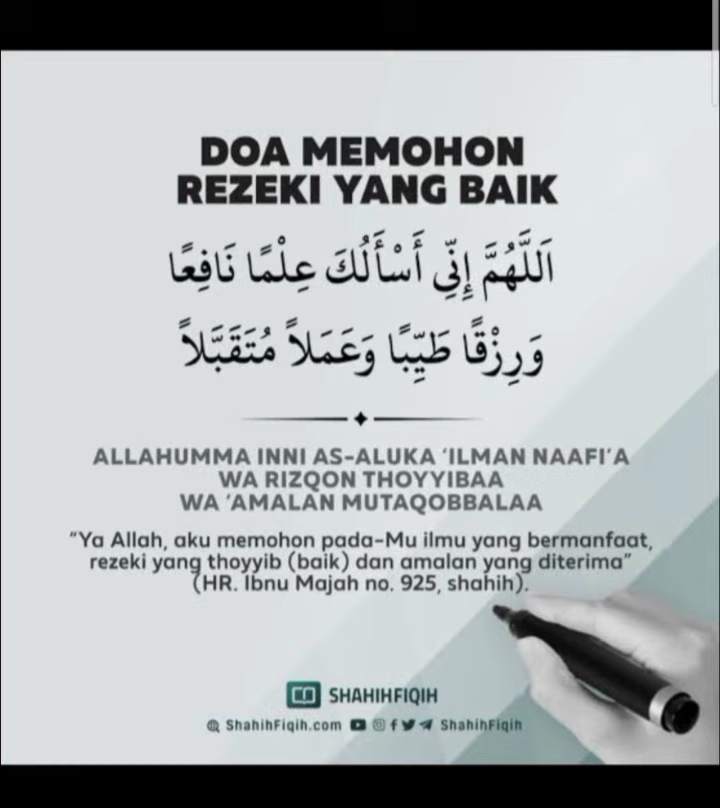 DOA MEMOHON
REZEKI YANG BAIK
اَللَّهُمَّ إِنِّي أَسْأَلُكَ عِلْمًا نَافِعًا
وَرِزْقًا طَيِّبًا وَعَمَلاً مُتَقَبَّلاً
ALLAHUMMA INNI AS-ALUKA 'ILMAN NAAFI'A
WA RIZQON THOYYIBAA
WA 'AMALAN MUTAQOBBALAA
"Ya Allah, aku memohon pada-Mu ilmu yang bermanfaat,
rezeki yang thoyyib (baik) dan amalan yang diterima"
(HR. Ibnu Majah no. 925, shahih).
SHAHIHFIQIH
ShahihFiqih.com ShahihFiqih